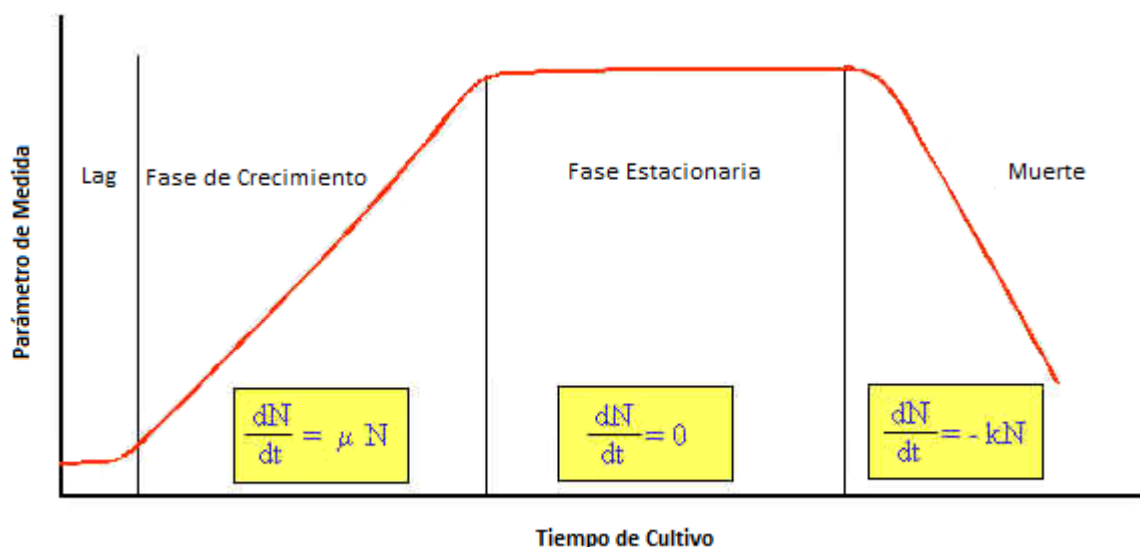 Parámetro de Medida
Lag
Fase de Crecimiento
Fase Estacionaria
Muerte
dN/dt = μ N
dN/dt = 0
dN/dt = - kN
Tiempo de Cultivo